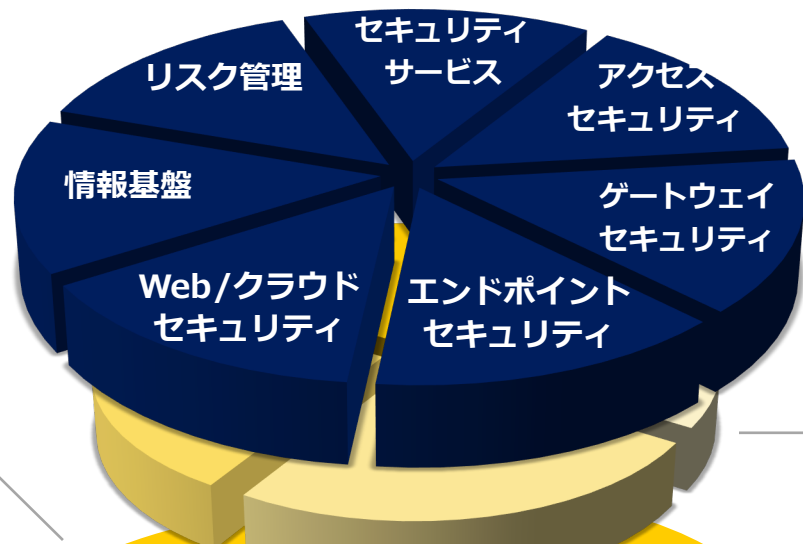 セキュリティ
サービス
アクセス
セキュリティ
ゲートウェイ
セキュリティ
エンドポイント
セキュリティ
Web/クラウド
セキュリティ
情報基盤
リスク管理